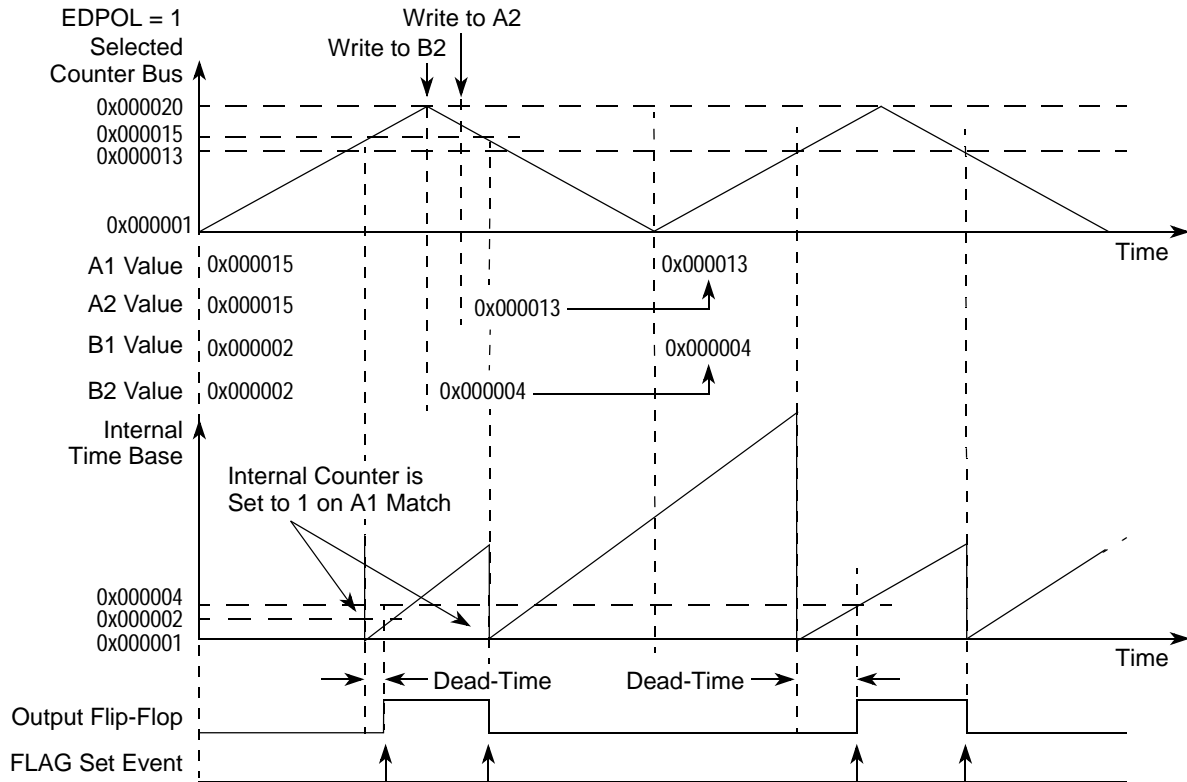 EDPOL = 1
Write to A2
Selected
Counter Bus
Write to B2
0x000020
0x000015
0x000013
0x000001
Time
A1 Value 0x000015 0x000013
A2 Value 0x000015 0x000013
B1 Value 0x000002 0x000004
B2 Value 0x000002 0x000004
Internal
Time Base
Internal Counter is
Set to 1 on A1 Match
0x000004
0x000002
0x000001
Time
Dead-Time Dead-Time
Output Flip-Flop
FLAG Set Event